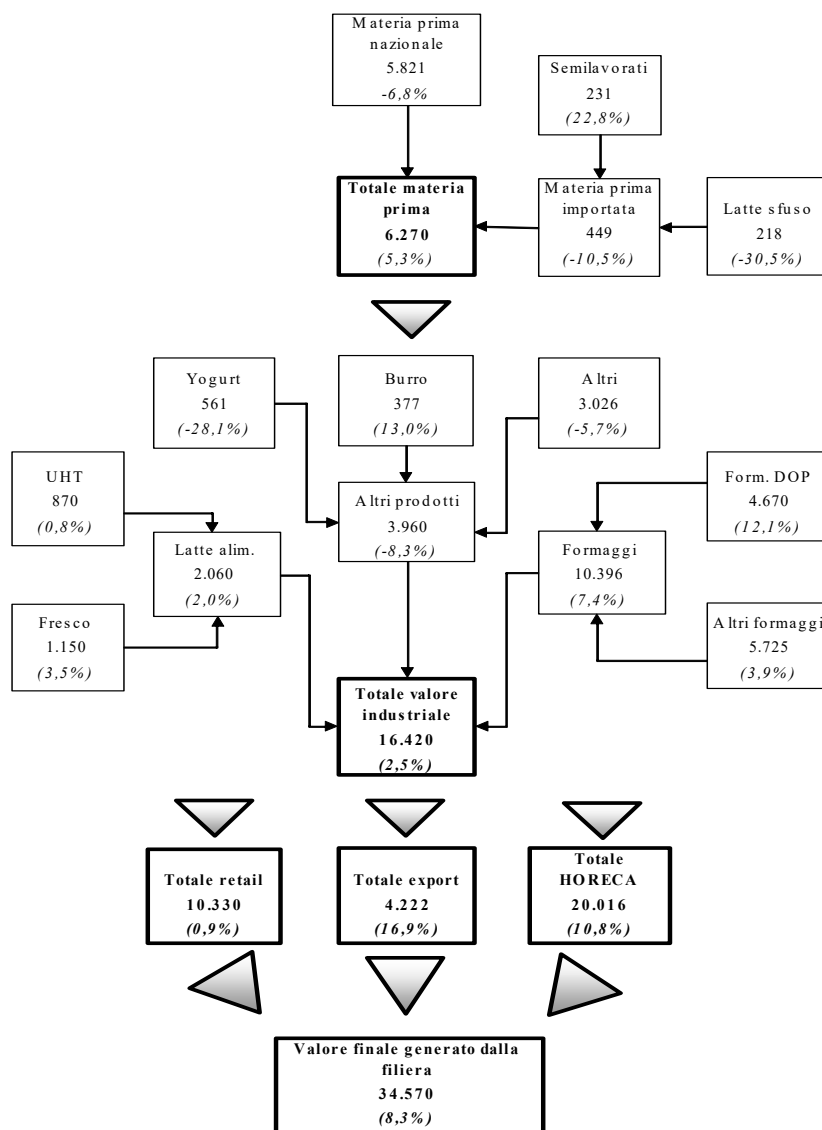 Materia prima
nazionale
5.821
-6,8%
Semilavorati
231
(22,8%)
Totale materia
prima
6.270
(5,3%)
Materia prima
importata
449
(-10,5%)
Latte sfuso
218
(-30,5%)
Yogurt
561
(-28,1%)
Burro
377
(13,0%)
Altri
3.026
(-5,7%)
UHT
870
(0,8%)
Altri prodotti
3.960
(-8,3%)
Form. DOP
4.670
(12,1%)
Latte alim.
2.060
(2,0%)
Formaggi
10.396
(7,4%)
Fresco
1.150
(3,5%)
Altri formaggi
5.725
(3,9%)
Totale valore
industriale
16.420
(2,5%)
Totale retail
10.330
(0,9%)
Totale export
4.222
(16,9%)
Totale
HORECA
20.016
(10,8%)
Valore finale generato dalla
filiera
34.570
(8,3%)